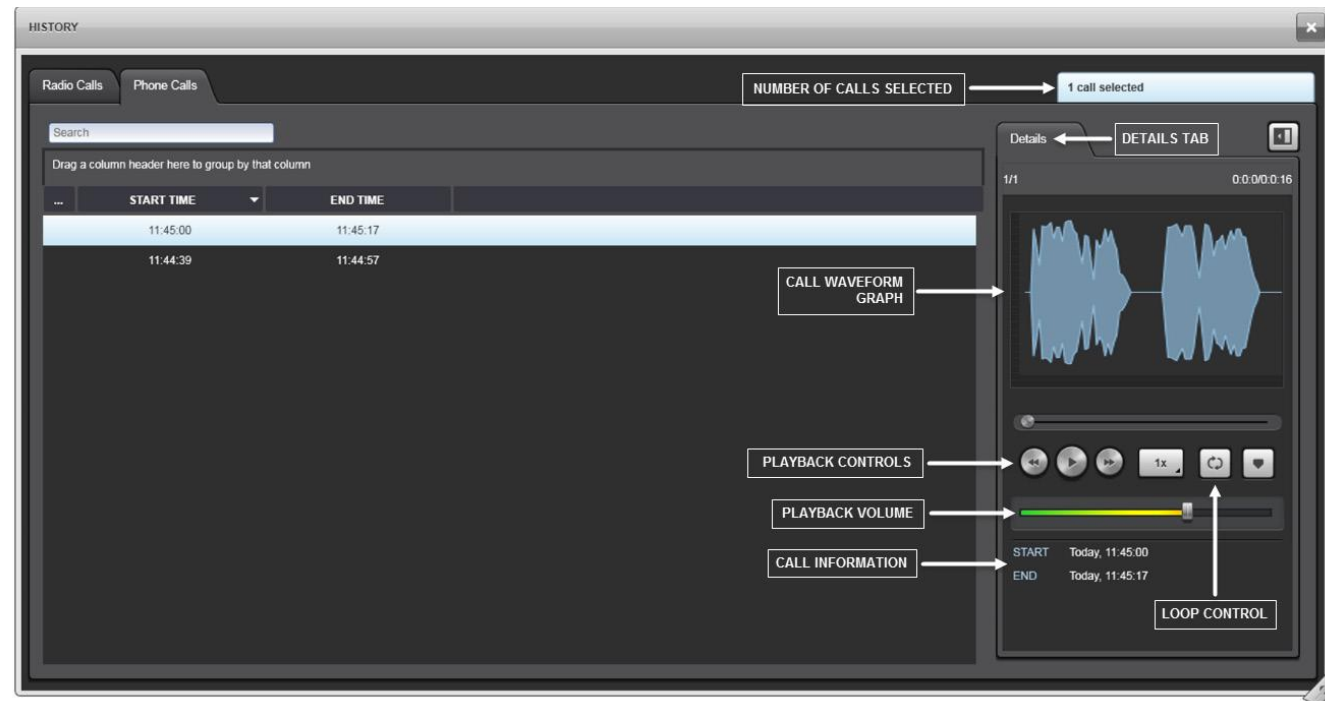 HISTORY
Radio Calls Phone Calls
NUMBER OF CALLS SELECTED
1 call selected
Search
Details
DETAILS TAB
Drag a column header here to group by that column
1/1 0:0:0/0:0:16
... START TIME END TIME
11:45:00 11:45:17
11:44:39 11:44:57
CALL WAVEFORM
GRAPH
PLAYBACK CONTROLS
1x
PLAYBACK VOLUME
CALL INFORMATION
START Today, 11:45:00
END Today, 11:45:17
LOOP CONTROL